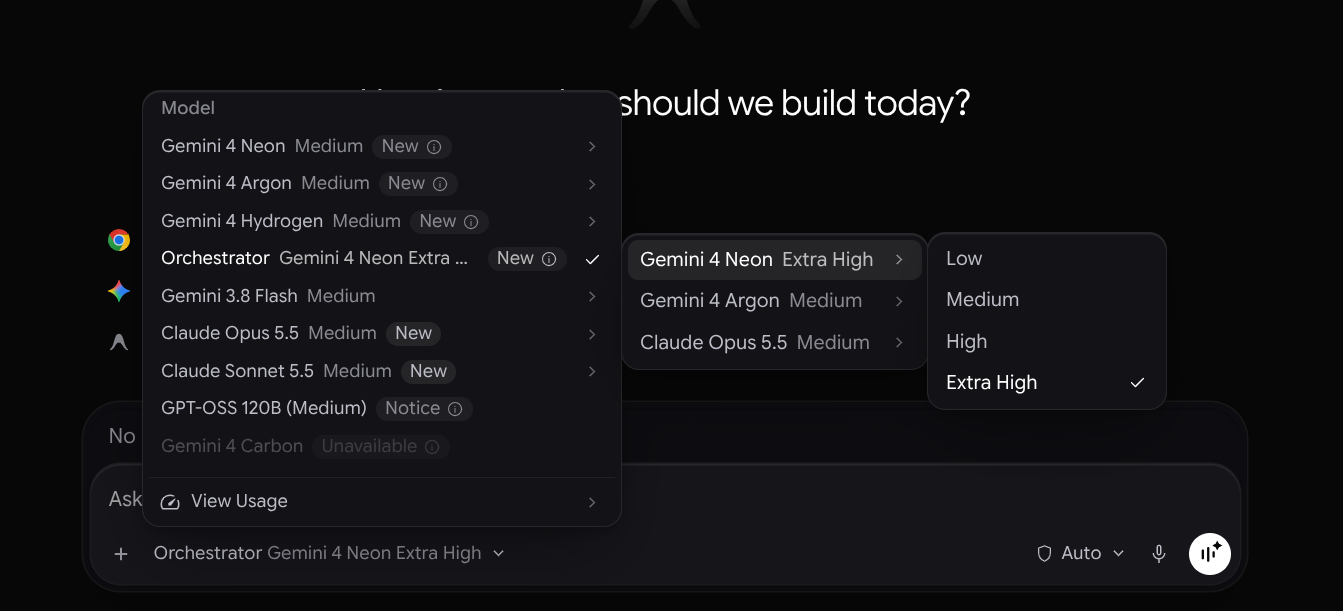 should we build today?
Model
Gemini 4 Neon Medium New
Gemini 4 Argon Medium New
Gemini 4 Hydrogen Medium New
Orchestrator Gemini 4 Neon Extra ... New
Gemini 3.8 Flash Medium
Claude Opus 5.5 Medium New
Claude Sonnet 5.5 Medium New
GPT-OSS 120B (Medium) Notice
Gemini 4 Carbon Unavailable
View Usage
Gemini 4 Neon Extra High
Gemini 4 Argon Medium
Claude Opus 5.5 Medium
Low
Medium
High
Extra High
No
Ask
Orchestrator Gemini 4 Neon Extra High
Auto